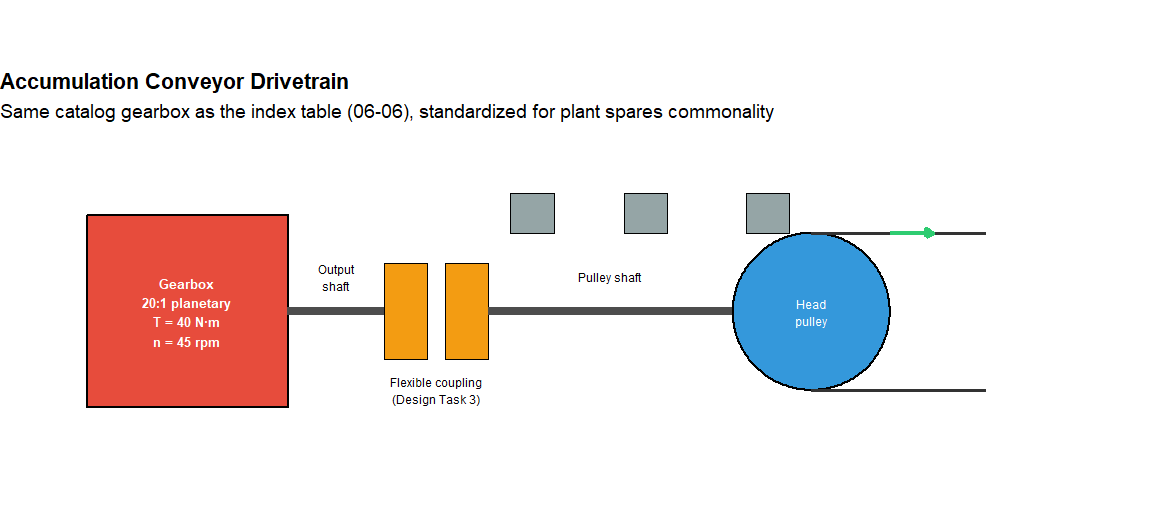 Accumulation Conveyor Drivetrain
Same catalog gearbox as the index table (06-06), standardized for plant spares commonality
Gearbox
20:1 planetary
T = 40 N·m
n = 45 rpm
Output
shaft
Flexible coupling
(Design Task 3)
Pulley shaft
Head
pulley